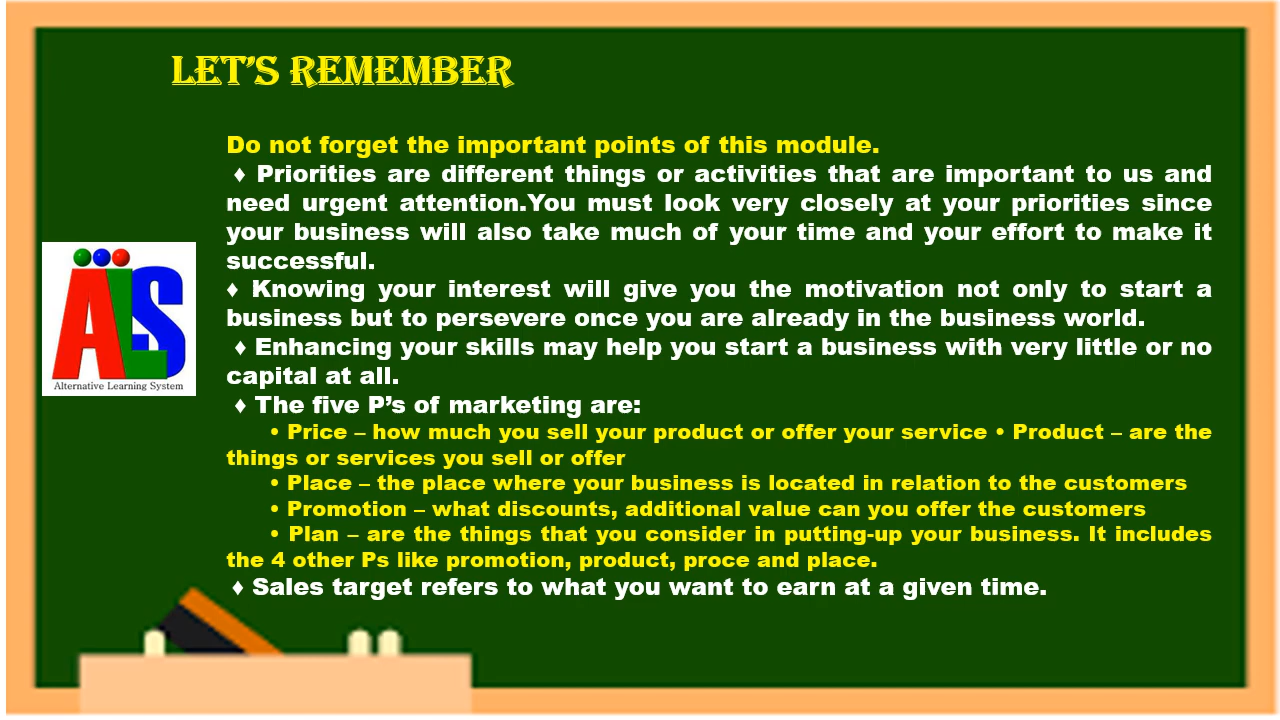 LET'S REMEMBER
Do not forget the important points of this module.
♦ Priorities are different things or activities that are important to us and
need urgent attention.You must look very closely at your priorities since
your business will also take much of your time and your effort to make it
successful.
♦ Knowing your interest will give you the motivation not only to start a
business but to persevere once you are already in the business world.
♦ Enhancing your skills may help you start a business with very little or no
capital at all.
♦ The five P’s of marketing are:
• Price – how much you sell your product or offer your service • Product – are the
things or services you sell or offer
• Place – the place where your business is located in relation to the customers
• Promotion – what discounts, additional value can you offer the customers
• Plan – are the things that you consider in putting-up your business. It includes
the 4 other Ps like promotion, product, proce and place.
♦ Sales target refers to what you want to earn at a given time.
ALS
Alternative Learning System